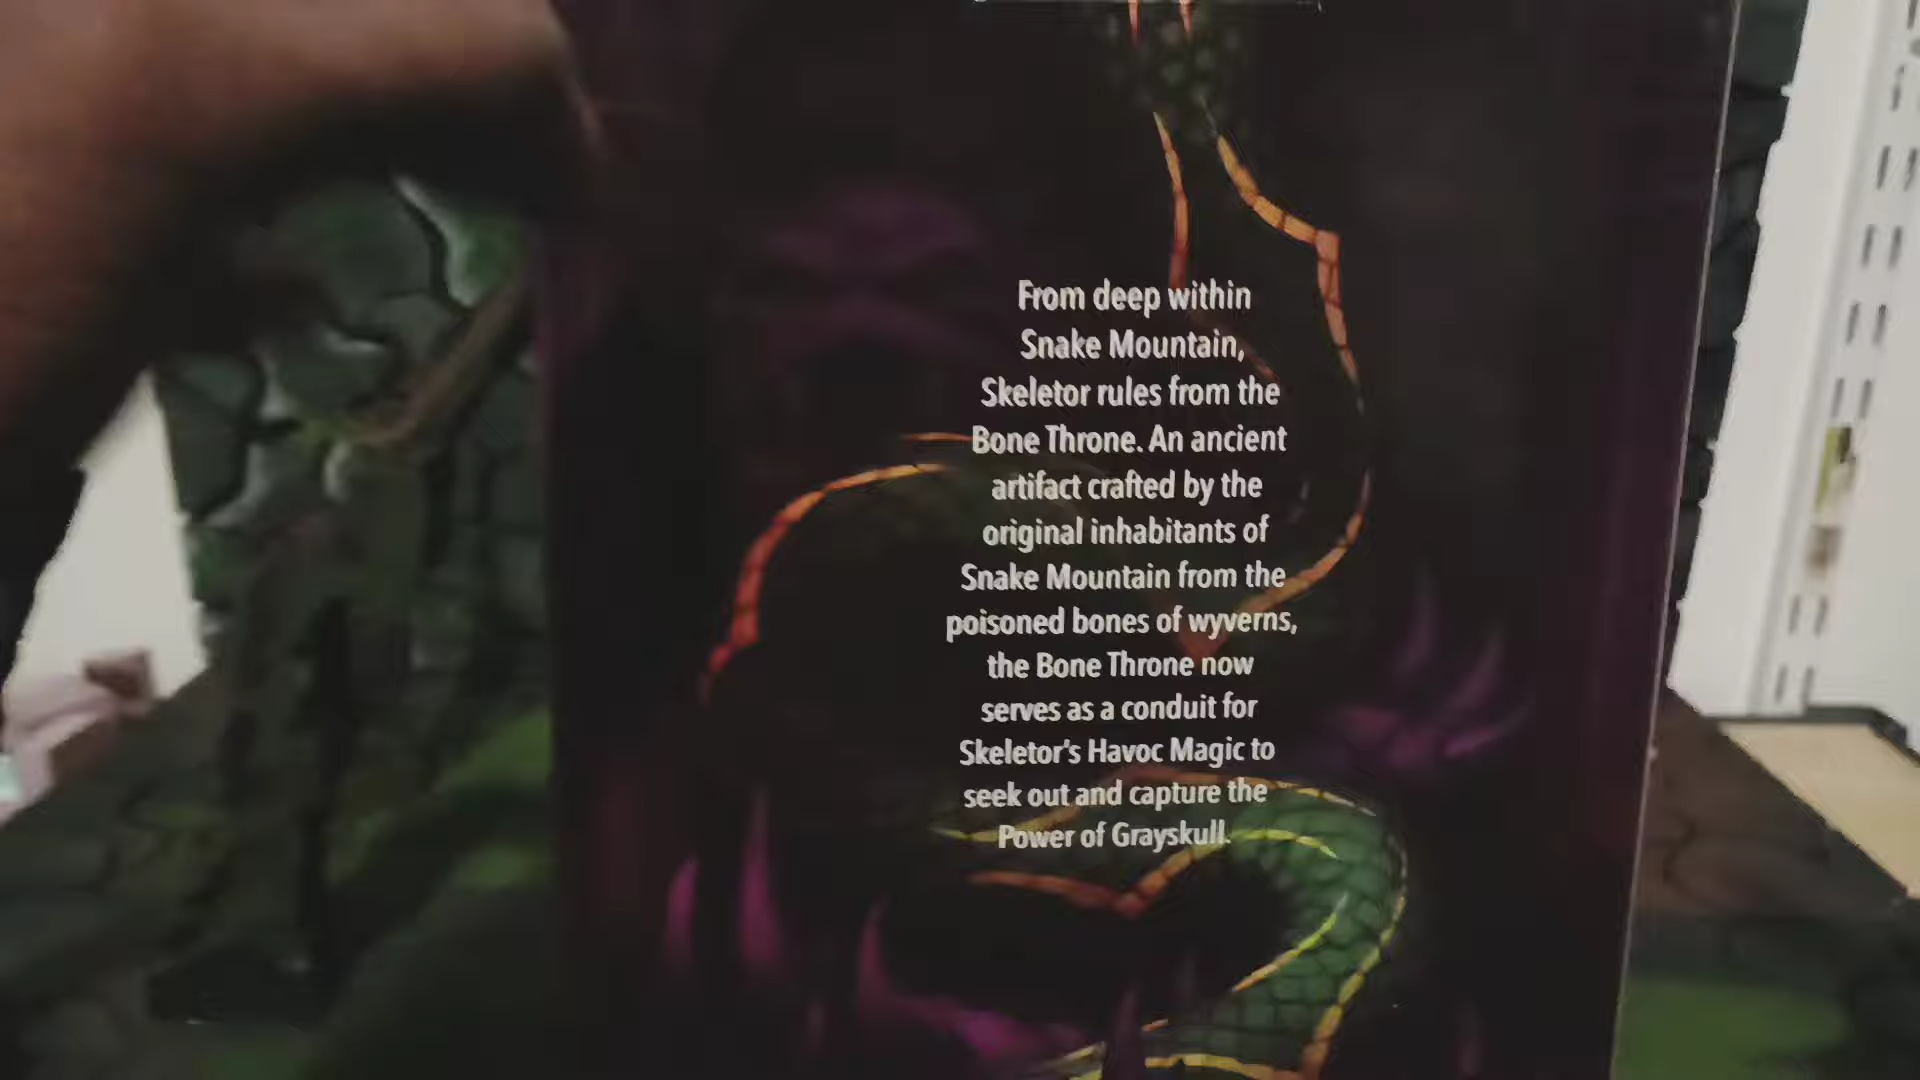 From deep within
Snake Mountain,
Skeletor rules from the
Bone Throne. An ancient
artifact crafted by the
original inhabitants of
Snake Mountain from the
poisoned bones of wyverns,
the Bone Throne now
serves as a conduit for
Skeletor's Havoc Magic to
seek out and capture the
Power of Grayskull.